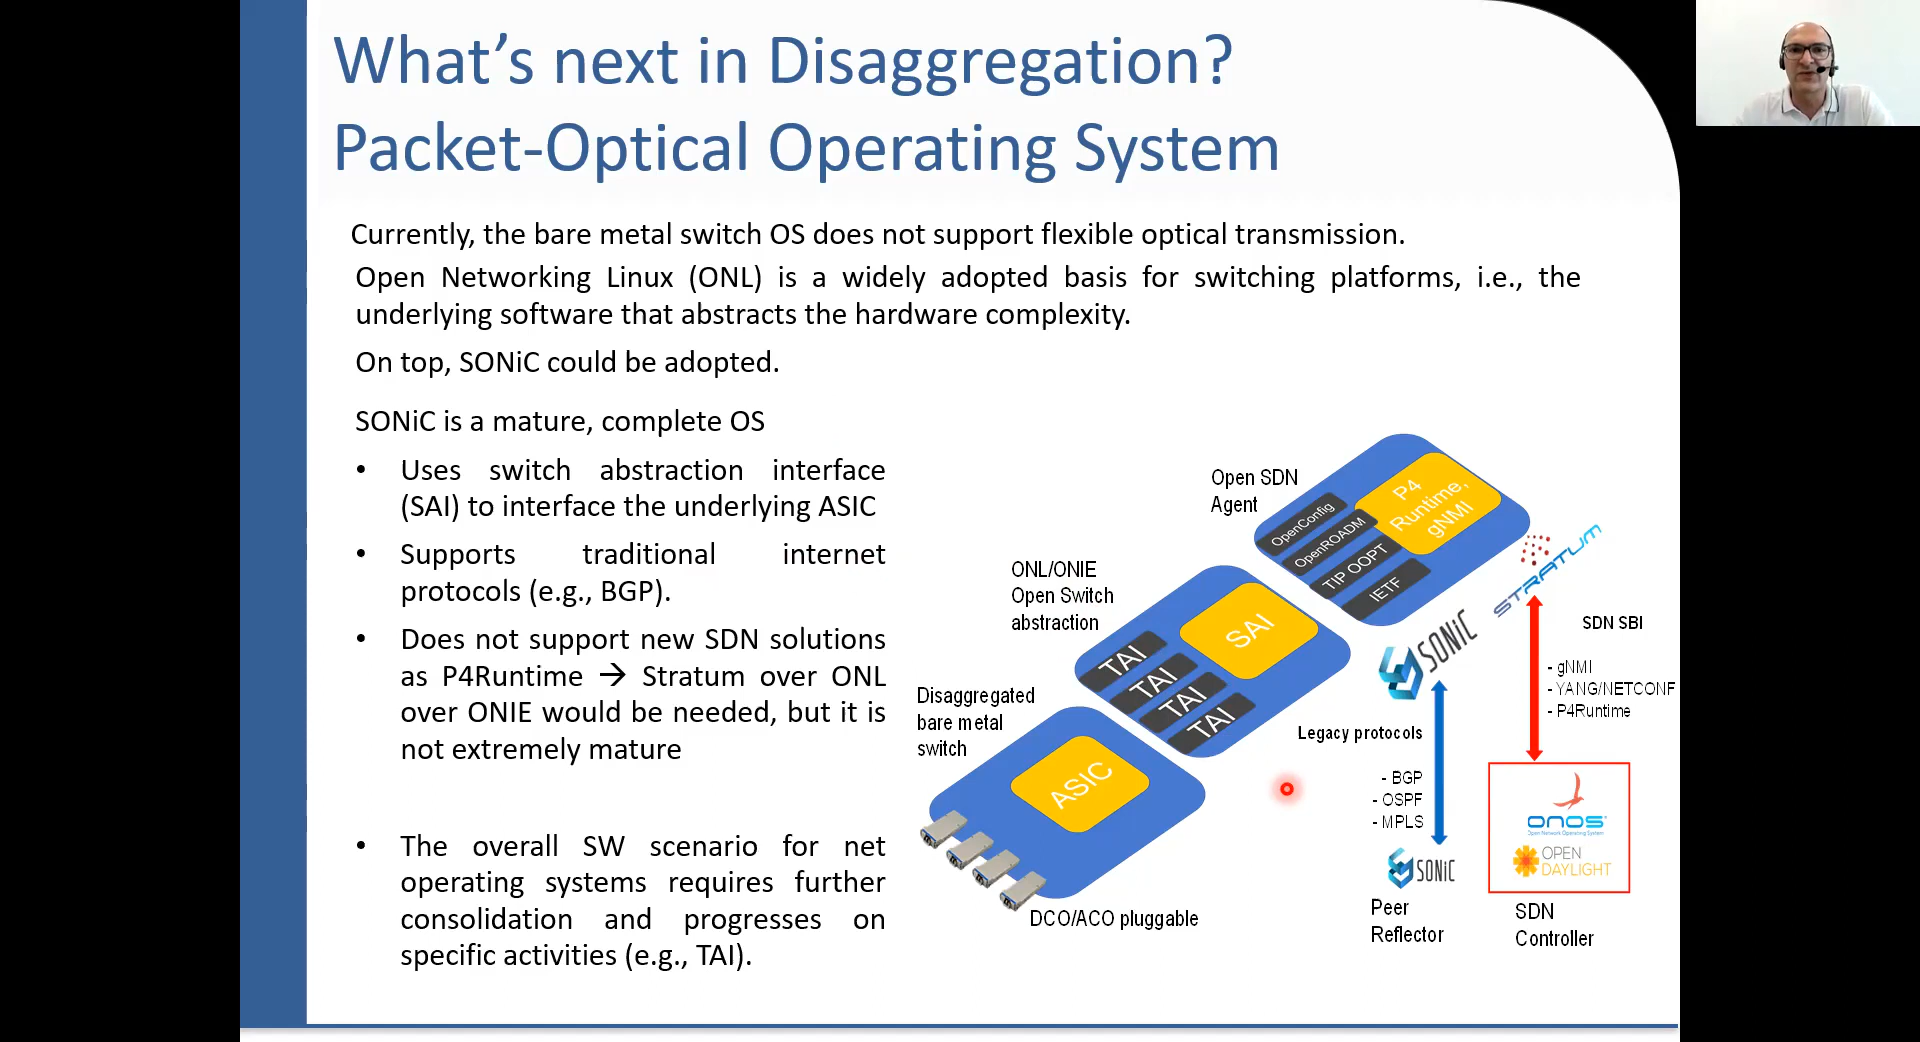 What's next in Disaggregation?
Packet-Optical Operating System
Currently, the bare metal switch OS does not support flexible optical transmission.
Open Networking Linux (ONL) is a widely adopted basis for switching platforms, i.e., the
underlying software that abstracts the hardware complexity.
On top, SONiC could be adopted.
SONiC is a mature, complete OS
• Uses switch abstraction interface
(SAI) to interface the underlying ASIC
• Supports traditional internet
protocols (e.g., BGP).
• Does not support new SDN solutions
as P4Runtime → Stratum over ONL
over ONIE would be needed, but it is
not extremely mature
• The overall SW scenario for net
operating systems requires further
consolidation and progresses on
specific activities (e.g., TAI).
Open SDN
Agent
OpenConfig
OpenROADM
TIP OOPT
IETF
P4
Runtime,
gNMI
STRATUM
ONL/ONIE
Open Switch
abstraction
TAI
TAI
TAI
TAI
SAI
SONiC
Disaggregated
bare metal
switch
ASIC
DCO/ACO pluggable
Legacy protocols
- BGP
- OSPF
- MPLS
SONiC
Peer
Reflector
SDN SBI
- gNMI
- YANG/NETCONF
- P4Runtime
onos
Open Network Operating System
OPEN
DAYLIGHT
SDN
Controller